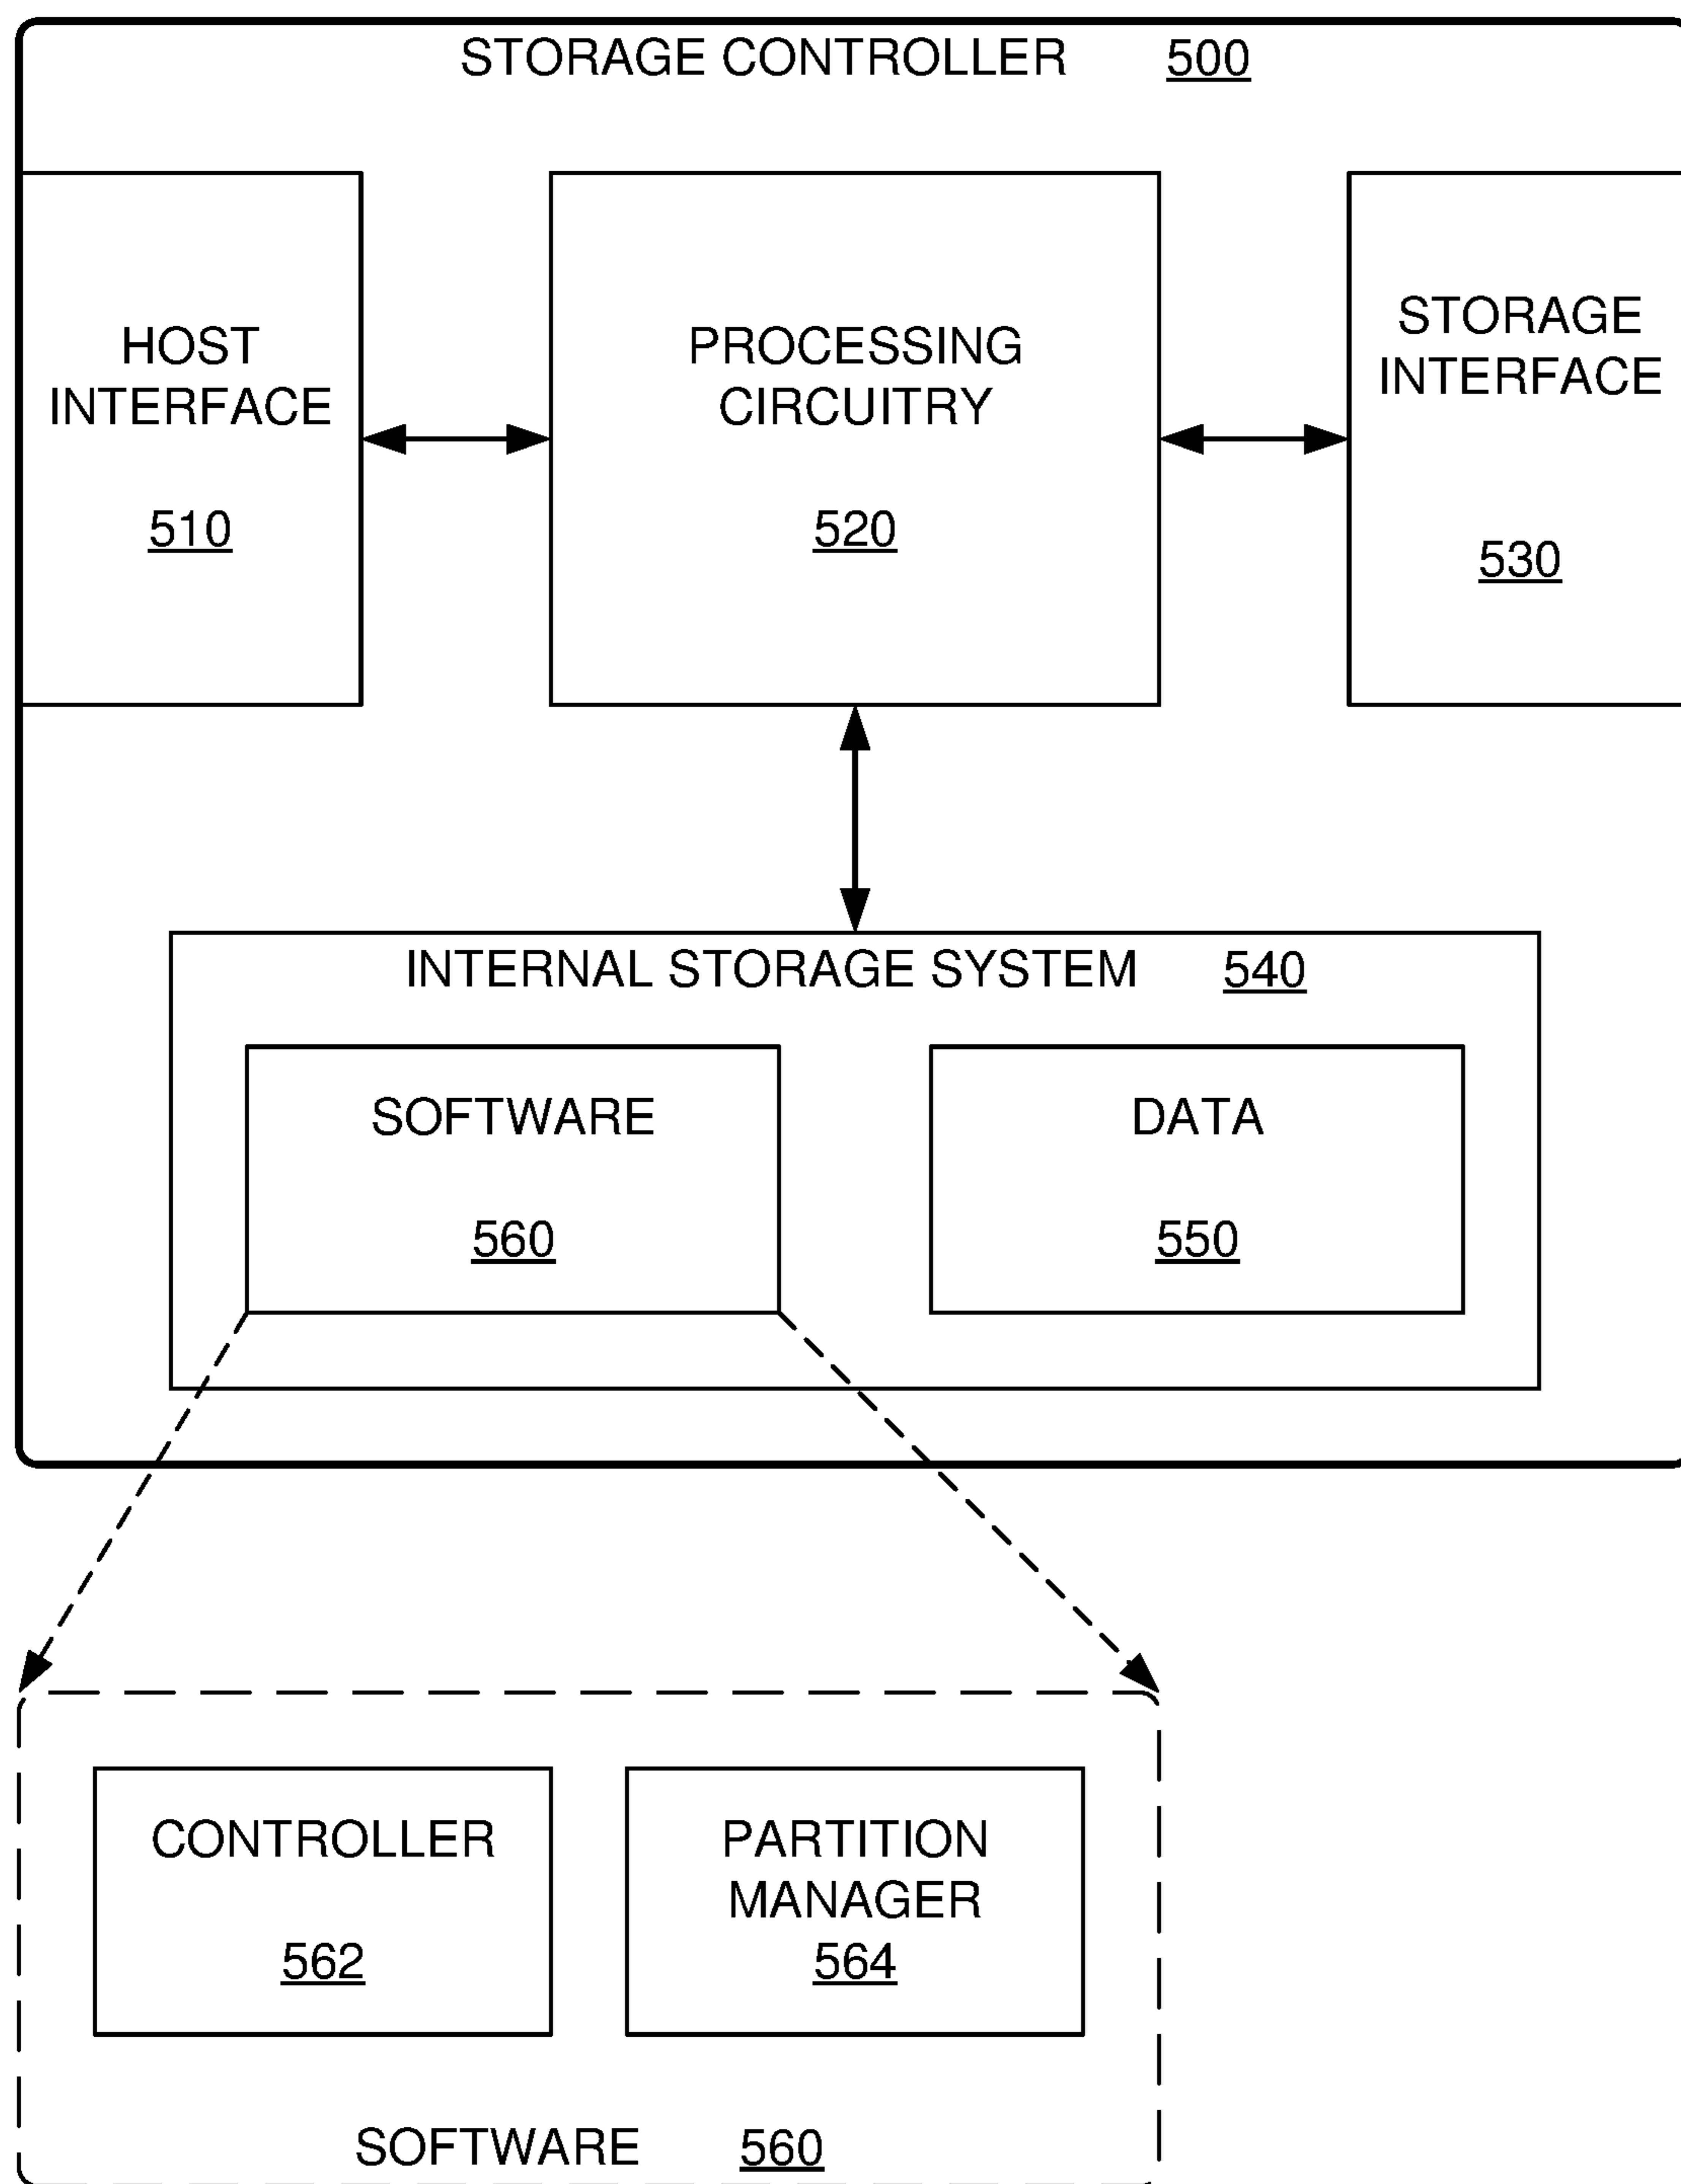 STORAGE CONTROLLER 500
HOST
INTERFACE
510
PROCESSING
CIRCUITRY
520
STORAGE
INTERFACE
530
INTERNAL STORAGE SYSTEM 540
SOFTWARE
560
DATA
550
CONTROLLER
562
PARTITION
MANAGER
564
SOFTWARE 560